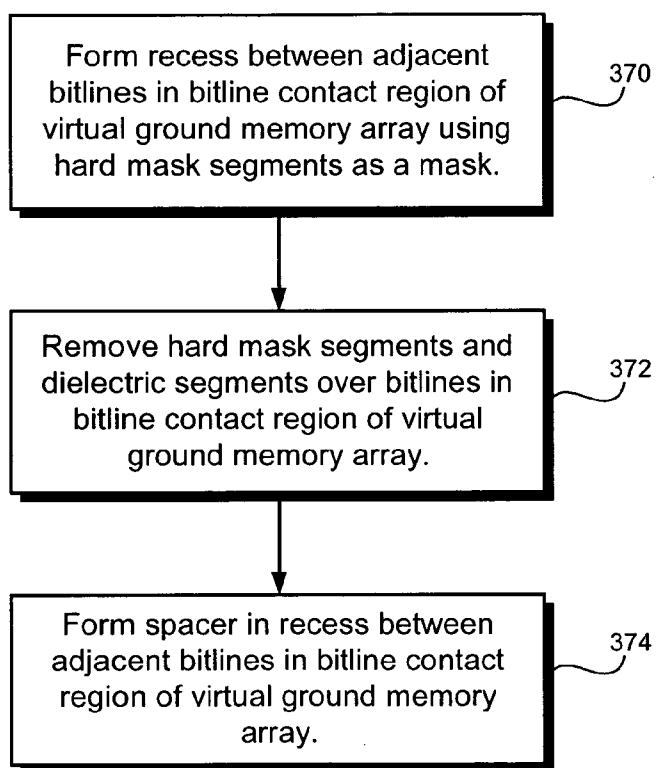 Form recess between adjacent
bitlines in bitline contact region of
virtual ground memory array using
hard mask segments as a mask.
370
Remove hard mask segments and
dielectric segments over bitlines in
bitline contact region of virtual
ground memory array.
372
Form spacer in recess between
adjacent bitlines in bitline contact
region of virtual ground memory
array.
374